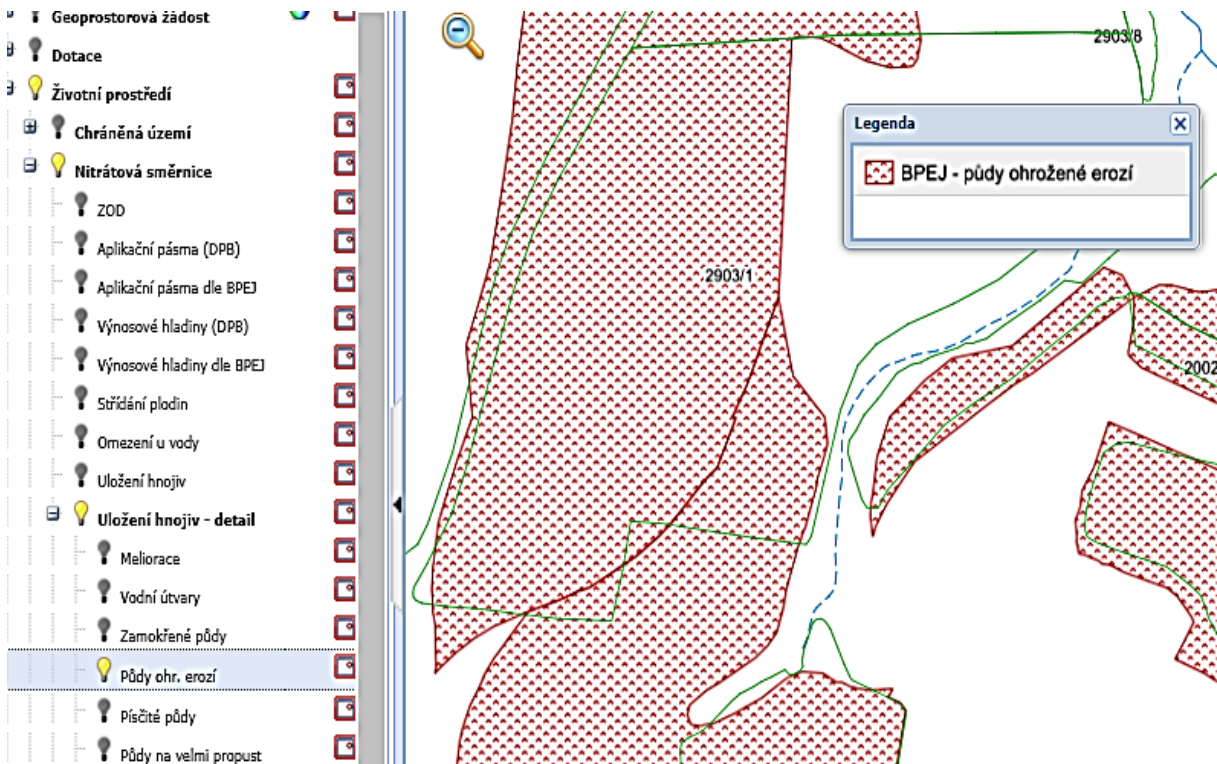 Geoprostorová žádost
Dotace
Životní prostředí
Chráněná území
Nitrátová směrnice
ZOD
Aplikační pásma (DPB)
Aplikační pásma dle BPEJ
Výnosové hladiny (DPB)
Výnosové hladiny dle BPEJ
Střídání plodin
Omezení u vody
Uložení hnojiv
Uložení hnojiv - detail
Meliorace
Vodní útvary
Zamokřené půdy
Půdy ohr. erozí
Písčité půdy
Půdy na velmi propust
2903/8
Legenda
BPEJ - půdy ohrožené erozí
2903/1
2002